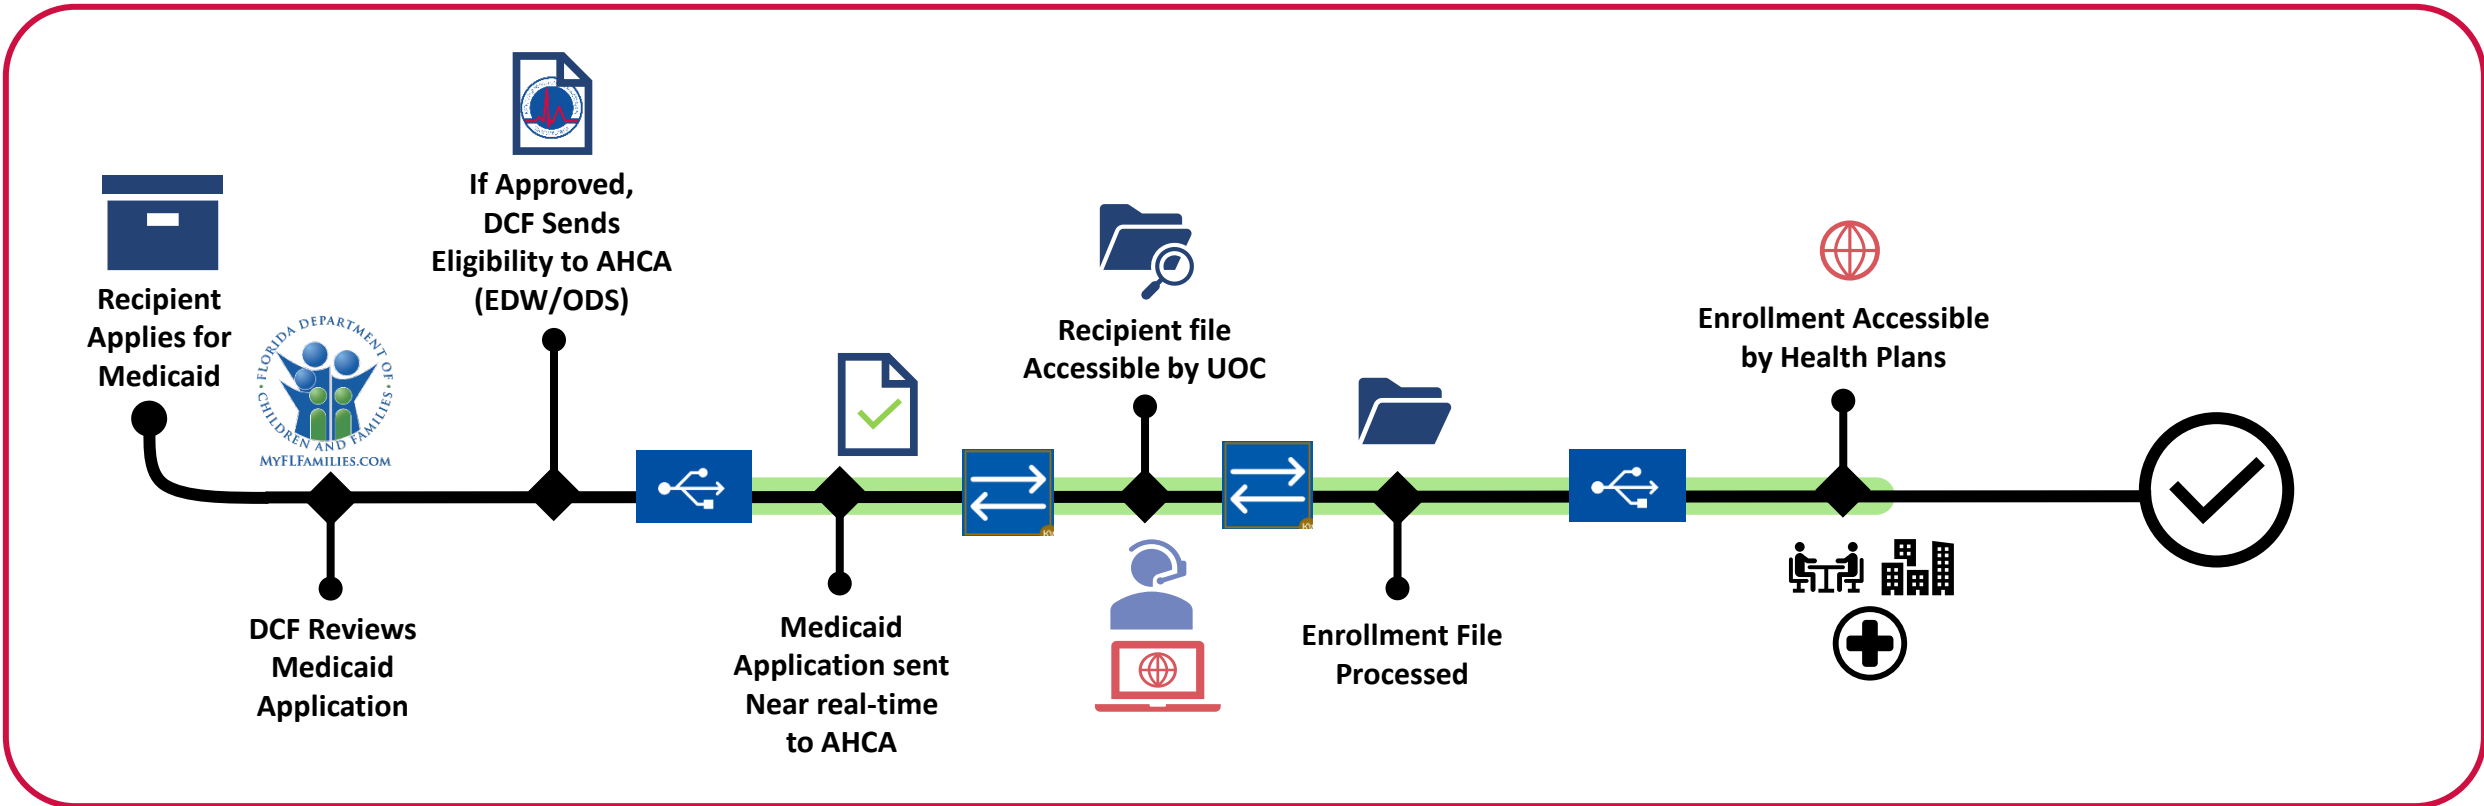 Recipient
Applies for
Medicaid
FLORIDA DEPARTMENT OF
CHILDREN AND FAMILIES
MYFLFAMILIES.COM
DCF Reviews
Medicaid
Application
If Approved,
DCF Sends
Eligibility to AHCA
(EDW/ODS)
Medicaid
Application sent
Near real-time
to AHCA
Recipient file
Accessible by UOC
Enrollment File
Processed
Enrollment Accessible
by Health Plans